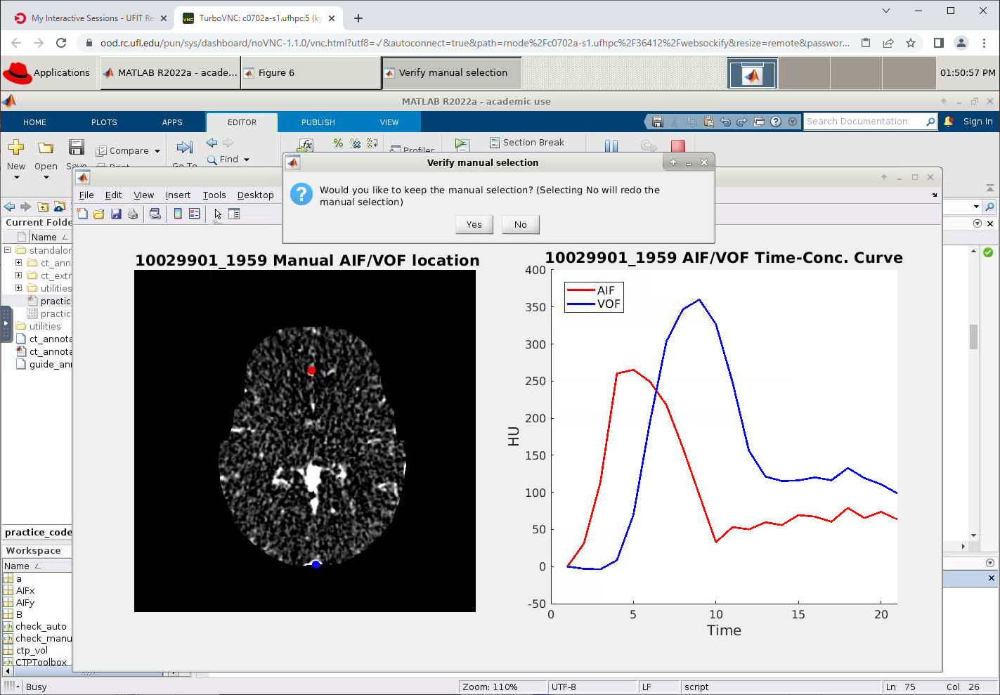 My Interactive Sessions - UFIT Re
TurboVNC: c0702a-s1.ufhpc:5 (ky
ood.rc.ufl.edu/pun/sys/dashboard/noVNC-1.1.0/vnc.html?utf8=✓&autoconnect=true&path=rnode%2Fc0702a-s1.ufhpc%2F36412%2Fwebsockify&resize=remote&passwor...
Applications
MATLAB R2022a - acade...
Figure 6
Verify manual selection
01:50:57 PM
MATLAB R2022a - academic use
HOME
PLOTS
APPS
EDITOR
PUBLISH
VIEW
Search Documentation
Sign In
New
Open
Save
Compare
Print
Go To
Find
Profiler
Section Break
Verify manual selection
Would you like to keep the manual selection? (Selecting No will redo the
manual selection)
Yes
No
File
Edit
View
Insert
Tools
Desktop
Current Folde
Name
standalon
ct_ann
ct_extr
utilities
practic
practic
utilities
ct_annota
ct_annota
guide_ann
practice_code
Workspace
Name
a
AIFx
AIFy
B
check_auto
check_manu
ctp_vol
CTPToolbox
10029901_1959 Manual AIF/VOF location
10029901_1959 AIF/VOF Time-Conc. Curve
AIF
VOF
400
350
300
250
200
150
100
50
0
-50
HU
0
5
10
15
20
Time
Busy
Zoom: 110%
UTF-8
LF
script
Ln 75
Col 26